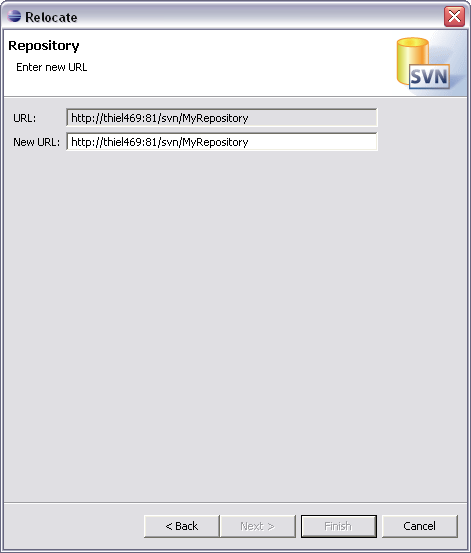 Relocate
Repository
Enter new URL
SVN
URL: http://thiel469:81/svn/MyRepository
New URL: http://thiel469:81/svn/MyRepository
< Back Next > Finish Cancel